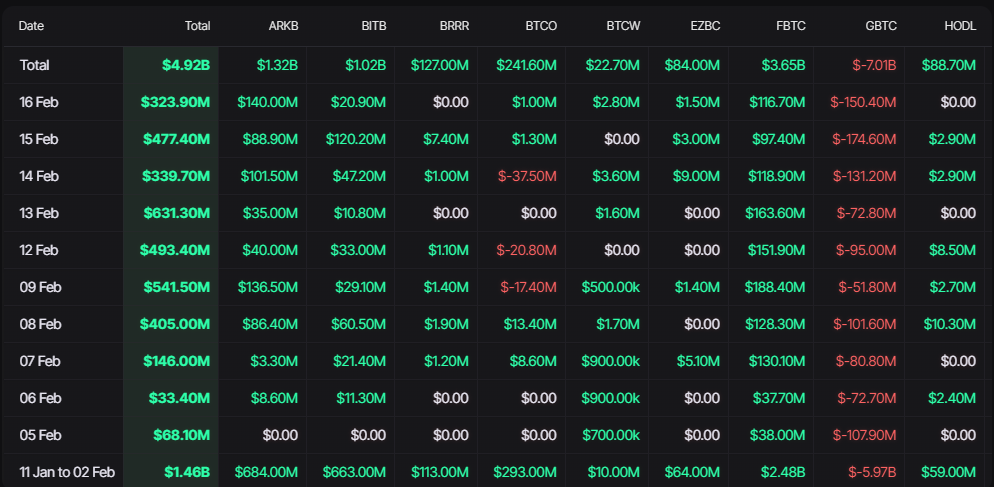 Date Total ARKB BITB BRRR BTCO BTCW EZBC FBTC GBTC HODL
Total $4.92B $1.32B $1.02B $127.00M $241.60M $22.70M $84.00M $3.65B $-7.01B $88.70M
16 Feb $323.90M $140.00M $20.90M $0.00 $1.00M $2.80M $1.50M $116.70M $-150.40M $0.00
15 Feb $477.40M $88.90M $120.20M $7.40M $1.30M $0.00 $3.00M $97.40M $-174.60M $2.90M
14 Feb $339.70M $101.50M $47.20M $1.00M $-37.50M $3.60M $9.00M $118.90M $-131.20M $2.90M
13 Feb $631.30M $35.00M $10.80M $0.00 $0.00 $1.60M $0.00 $163.60M $-72.80M $0.00
12 Feb $493.40M $40.00M $33.00M $1.10M $-20.80M $0.00 $0.00 $151.90M $-95.00M $8.50M
09 Feb $541.50M $136.50M $29.10M $1.40M $-17.40M $500.00k $1.40M $188.40M $-51.80M $2.70M
08 Feb $405.00M $86.40M $60.50M $1.90M $13.40M $1.70M $0.00 $128.30M $-101.60M $10.30M
07 Feb $146.00M $3.30M $21.40M $1.20M $8.60M $900.00k $5.10M $130.10M $-80.80M $0.00
06 Feb $33.40M $8.60M $11.30M $0.00 $0.00 $900.00k $0.00 $37.70M $-72.70M $2.40M
05 Feb $68.10M $0.00 $0.00 $0.00 $0.00 $700.00k $0.00 $38.00M $-107.90M $0.00
11 Jan to 02 Feb $1.46B $684.00M $663.00M $113.00M $293.00M $10.00M $64.00M $2.48B $-5.97B $59.00M